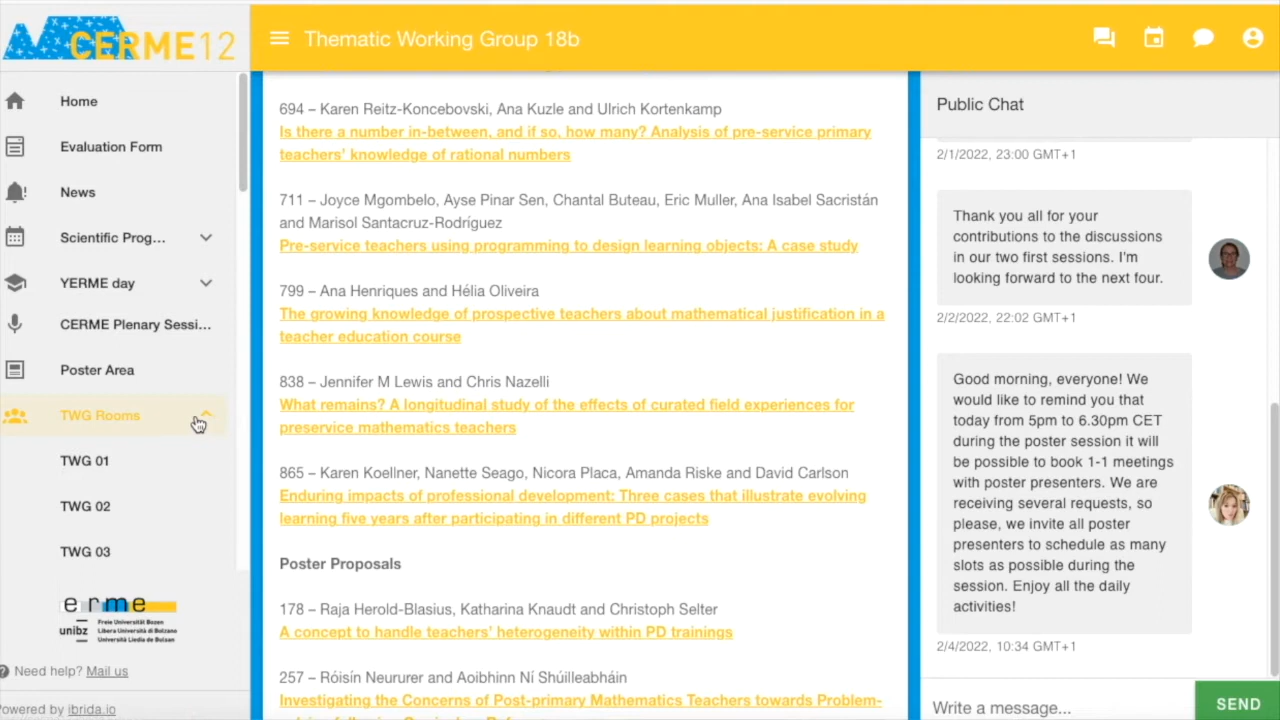 CERME12
Thematic Working Group 18b
Home
Evaluation Form
News
Scientific Prog...
YERME day
CERME Plenary Sessi...
Poster Area
TWG Rooms
TWG 01
TWG 02
TWG 03
erme
unibz
Freie Universität Bozen
Libera Università di Bolzano
Università Liedia de Bulsan
Need help? Mail us
owered by ibrida.io
694 – Karen Reitz-Koncebovski, Ana Kuzle and Ulrich Kortenkamp
Is there a number in-between, and if so, how many? Analysis of pre-service primary
teachers' knowledge of rational numbers
711 – Joyce Mgombelo, Ayse Pinar Sen, Chantal Buteau, Eric Muller, Ana Isabel Sacristán
and Marisol Santacruz-Rodríguez
Pre-service teachers using programming to design learning objects: A case study
799 – Ana Henriques and Hélia Oliveira
The growing knowledge of prospective teachers about mathematical justification in a
teacher education course
838 – Jennifer M Lewis and Chris Nazelli
What remains? A longitudinal study of the effects of curated field experiences for
preservice mathematics teachers
865 – Karen Koellner, Nanette Seago, Nicora Placa, Amanda Riske and David Carlson
Enduring impacts of professional development: Three cases that illustrate evolving
learning five years after participating in different PD projects
Poster Proposals
178 – Raja Herold-Blasius, Katharina Knaudt and Christoph Selter
A concept to handle teachers' heterogeneity within PD trainings
257 – Róisín Neururer and Aoibhinn Ní Shúilleabháin
Investigating the Concerns of Post-primary Mathematics Teachers towards Problem-
Public Chat
2/1/2022, 23:00 GMT+1
Thank you all for your
contributions to the discussions
in our two first sessions. I'm
looking forward to the next four.
2/2/2022, 22:02 GMT+1
Good morning, everyone! We
would like to remind you that
today from 5pm to 6.30pm CET
during the poster session it will
be possible to book 1-1 meetings
with poster presenters. We are
receiving several requests, so
please, we invite all poster
presenters to schedule as many
slots as possible during the
session. Enjoy all the daily
activities!
2/4/2022, 10:34 GMT+1
Write a message...
SEND